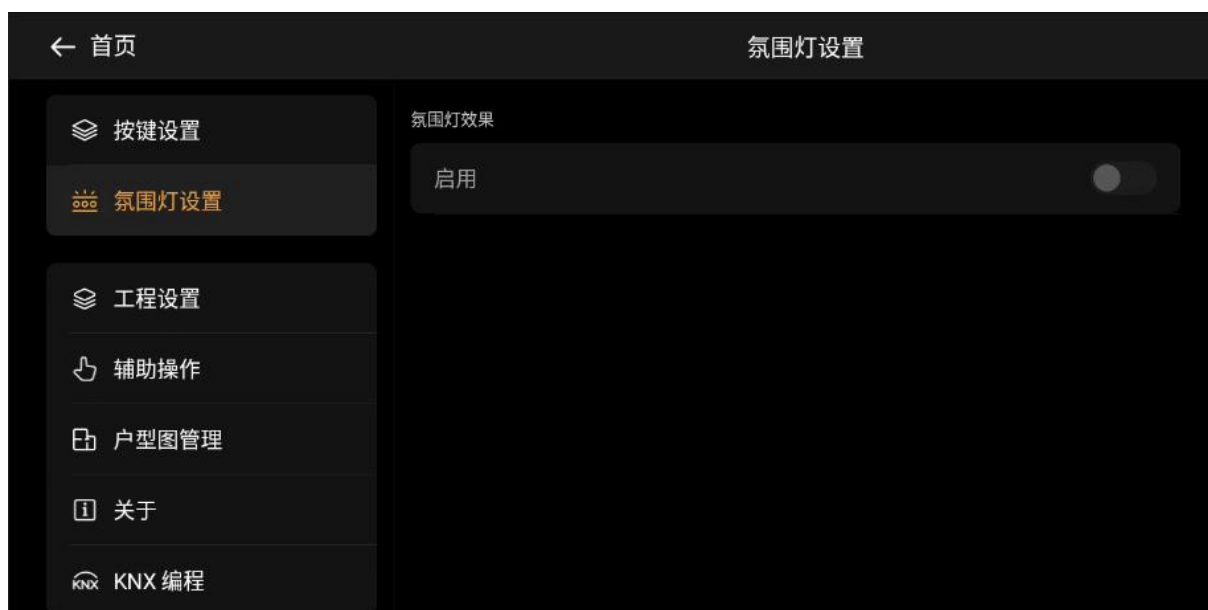 首页
氛围灯设置
按键设置
氛围灯设置
工程设置
辅助操作
户型图管理
关于
KNX KNX 编程
氛围灯效果
启用